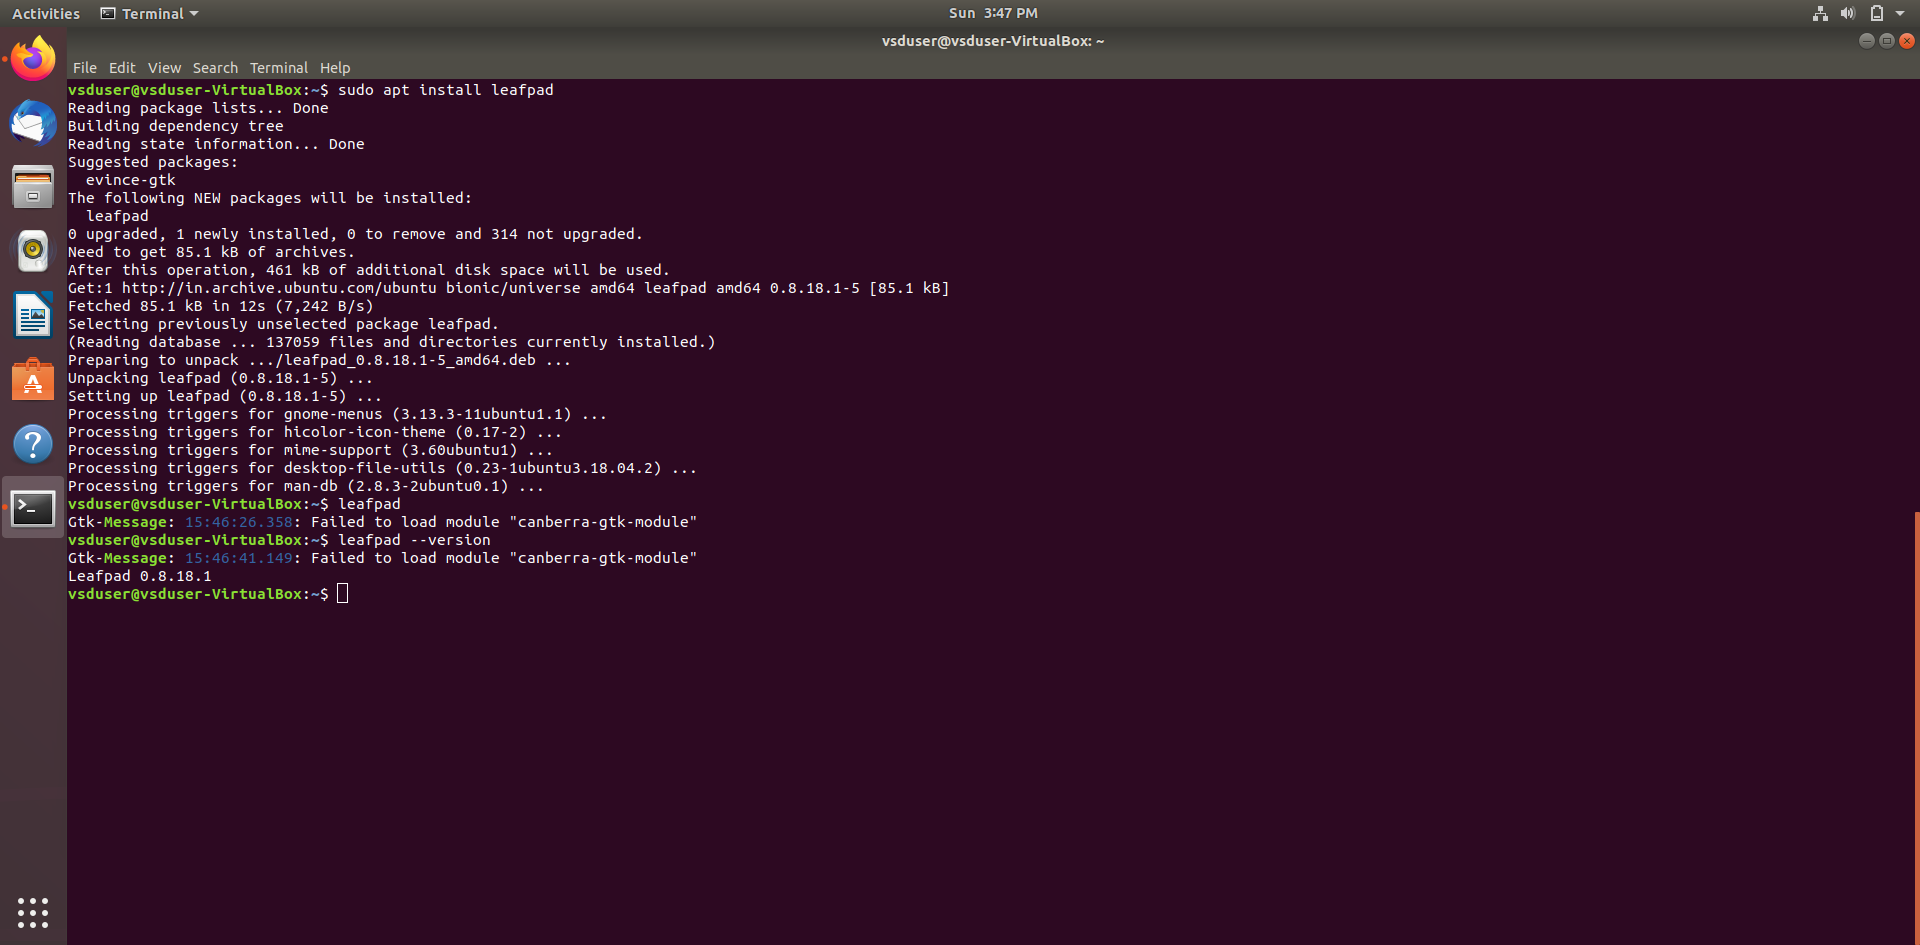 Activities Terminal Sun 3:47 PM
vsduser@vsduser-VirtualBox: ~
File Edit View Search Terminal Help
vsduser@vsduser-VirtualBox:~$ sudo apt install leafpad
Reading package lists... Done
Building dependency tree
Reading state information... Done
Suggested packages:
  evince-gtk
The following NEW packages will be installed:
  leafpad
0 upgraded, 1 newly installed, 0 to remove and 314 not upgraded.
Need to get 85.1 kB of archives.
After this operation, 461 kB of additional disk space will be used.
Get:1 http://in.archive.ubuntu.com/ubuntu bionic/universe amd64 leafpad amd64 0.8.18.1-5 [85.1 kB]
Fetched 85.1 kB in 12s (7,242 B/s)
Selecting previously unselected package leafpad.
(Reading database ... 137059 files and directories currently installed.)
Preparing to unpack .../leafpad_0.8.18.1-5_amd64.deb ...
Unpacking leafpad (0.8.18.1-5) ...
Setting up leafpad (0.8.18.1-5) ...
Processing triggers for gnome-menus (3.13.3-11ubuntu1.1) ...
Processing triggers for hicolor-icon-theme (0.17-2) ...
Processing triggers for mime-support (3.60ubuntu1) ...
Processing triggers for desktop-file-utils (0.23-1ubuntu3.18.04.2) ...
Processing triggers for man-db (2.8.3-2ubuntu0.1) ...
vsduser@vsduser-VirtualBox:~$ leafpad
Gtk-Message: 15:46:26.358: Failed to load module "canberra-gtk-module"
vsduser@vsduser-VirtualBox:~$ leafpad --version
Gtk-Message: 15:46:41.149: Failed to load module "canberra-gtk-module"
Leafpad 0.8.18.1
vsduser@vsduser-VirtualBox:~$